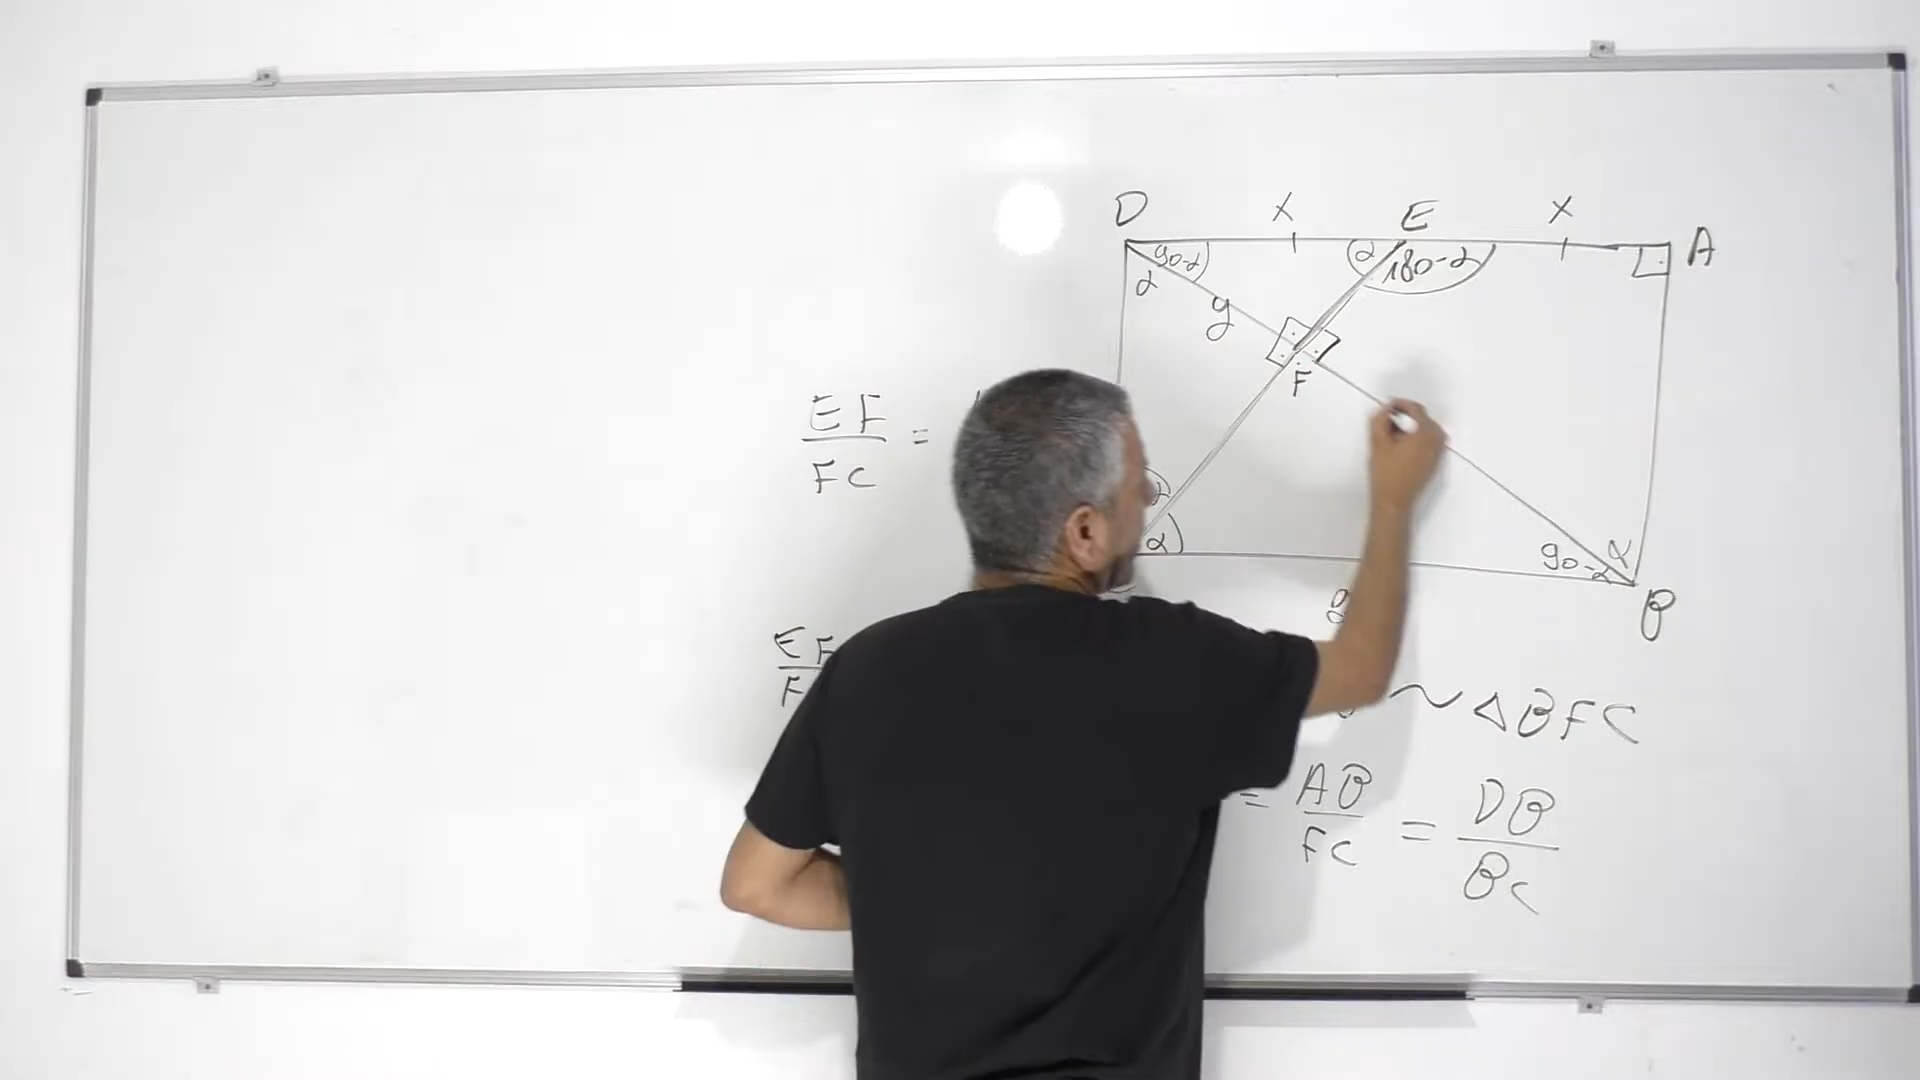 D X E X A
90-α α 180-α
α
y
F
EF
FC =
α
α
90-α α
B
EF
F
~ΔBFC
= AB = DB
FC BC